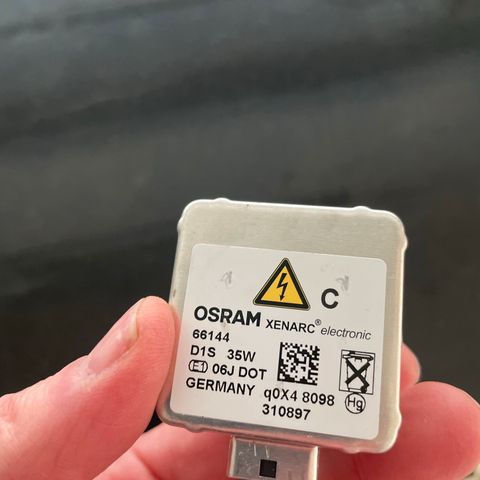 C
OSRAM XENARC® electronic
66144
D1S 35W
E1 06J DOT
GERMANY q0X4 8098
310897
Hg